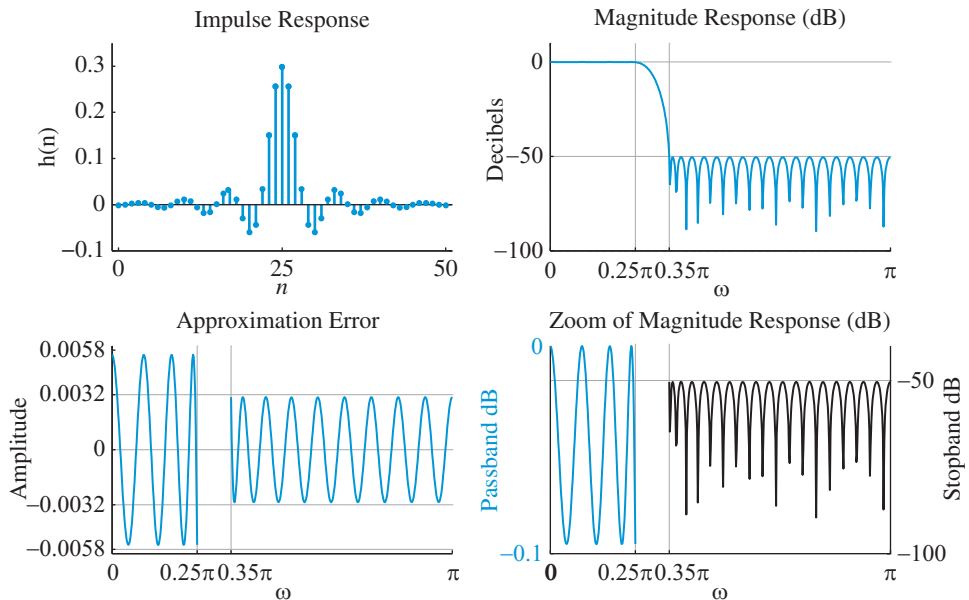 Impulse Response
h(n)
0.3
0.2
0.1
0
−0.1
0
25
50
n
Magnitude Response (dB)
Decibels
0
−50
−100
0.25π
0.35π
π
ω
Approximation Error
Amplitude
0.0058
0.0032
0
−0.0032
−0.0058
0
0.25π
0.35π
π
ω
Zoom of Magnitude Response (dB)
Passband dB
0
−0.1
Stopband dB
−50
−100
0
0.25π
0.35π
π
ω